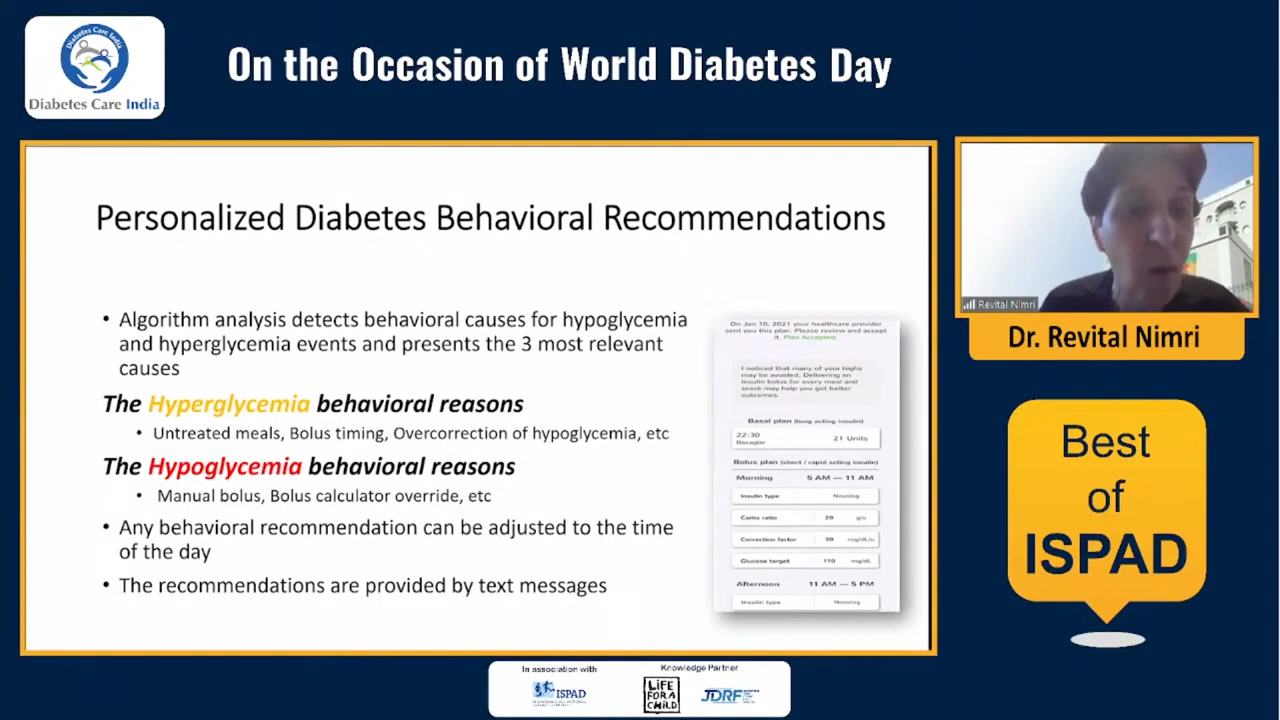 Diabetes Care India
Diabetes Care India
On the Occasion of World Diabetes Day
Personalized Diabetes Behavioral Recommendations
• Algorithm analysis detects behavioral causes for hypoglycemia
nd hyperglycemia events and presents the 3 most relevant
causes
The Hyperglycemia behavioral reasons
• Untreated meals, Bolus timing, Overcorrection of hypoglycemia, etc
The Hypoglycemia behavioral reasons
• Manual bolus, Bolus calculator override, etc
• Any behavioral recommendation can be adjusted to the time
of the day
• The recommendations are provided by text messages
On Jan 10, 2021 your healthcare provider
sent you this plan. Please review and accept
it. Plan Accepted.
I noticed that many of your highs
may be avoided. Delivering an
insulin bolus for every meal and
snack may help you get better
outcomes.
Basal plan (long acting insulin)
22:30 21 Units
Basaglar
Bolus plan (short / rapid acting insulin)
Morning 5 AM — 11 AM
Insulin type Novolog
Carbs ratio 20 g/u
Correction factor 30 mg/dL/u
Glucose target 110 mg/dL
Afternoon 11 AM — 5 PM
Insulin type Novolog
Revital Nimri
Dr. Revital Nimri
Best
of
ISPAD
In association with
ISPAD
Knowledge Partner
LiFE
FOR A
CHILD
JDRF